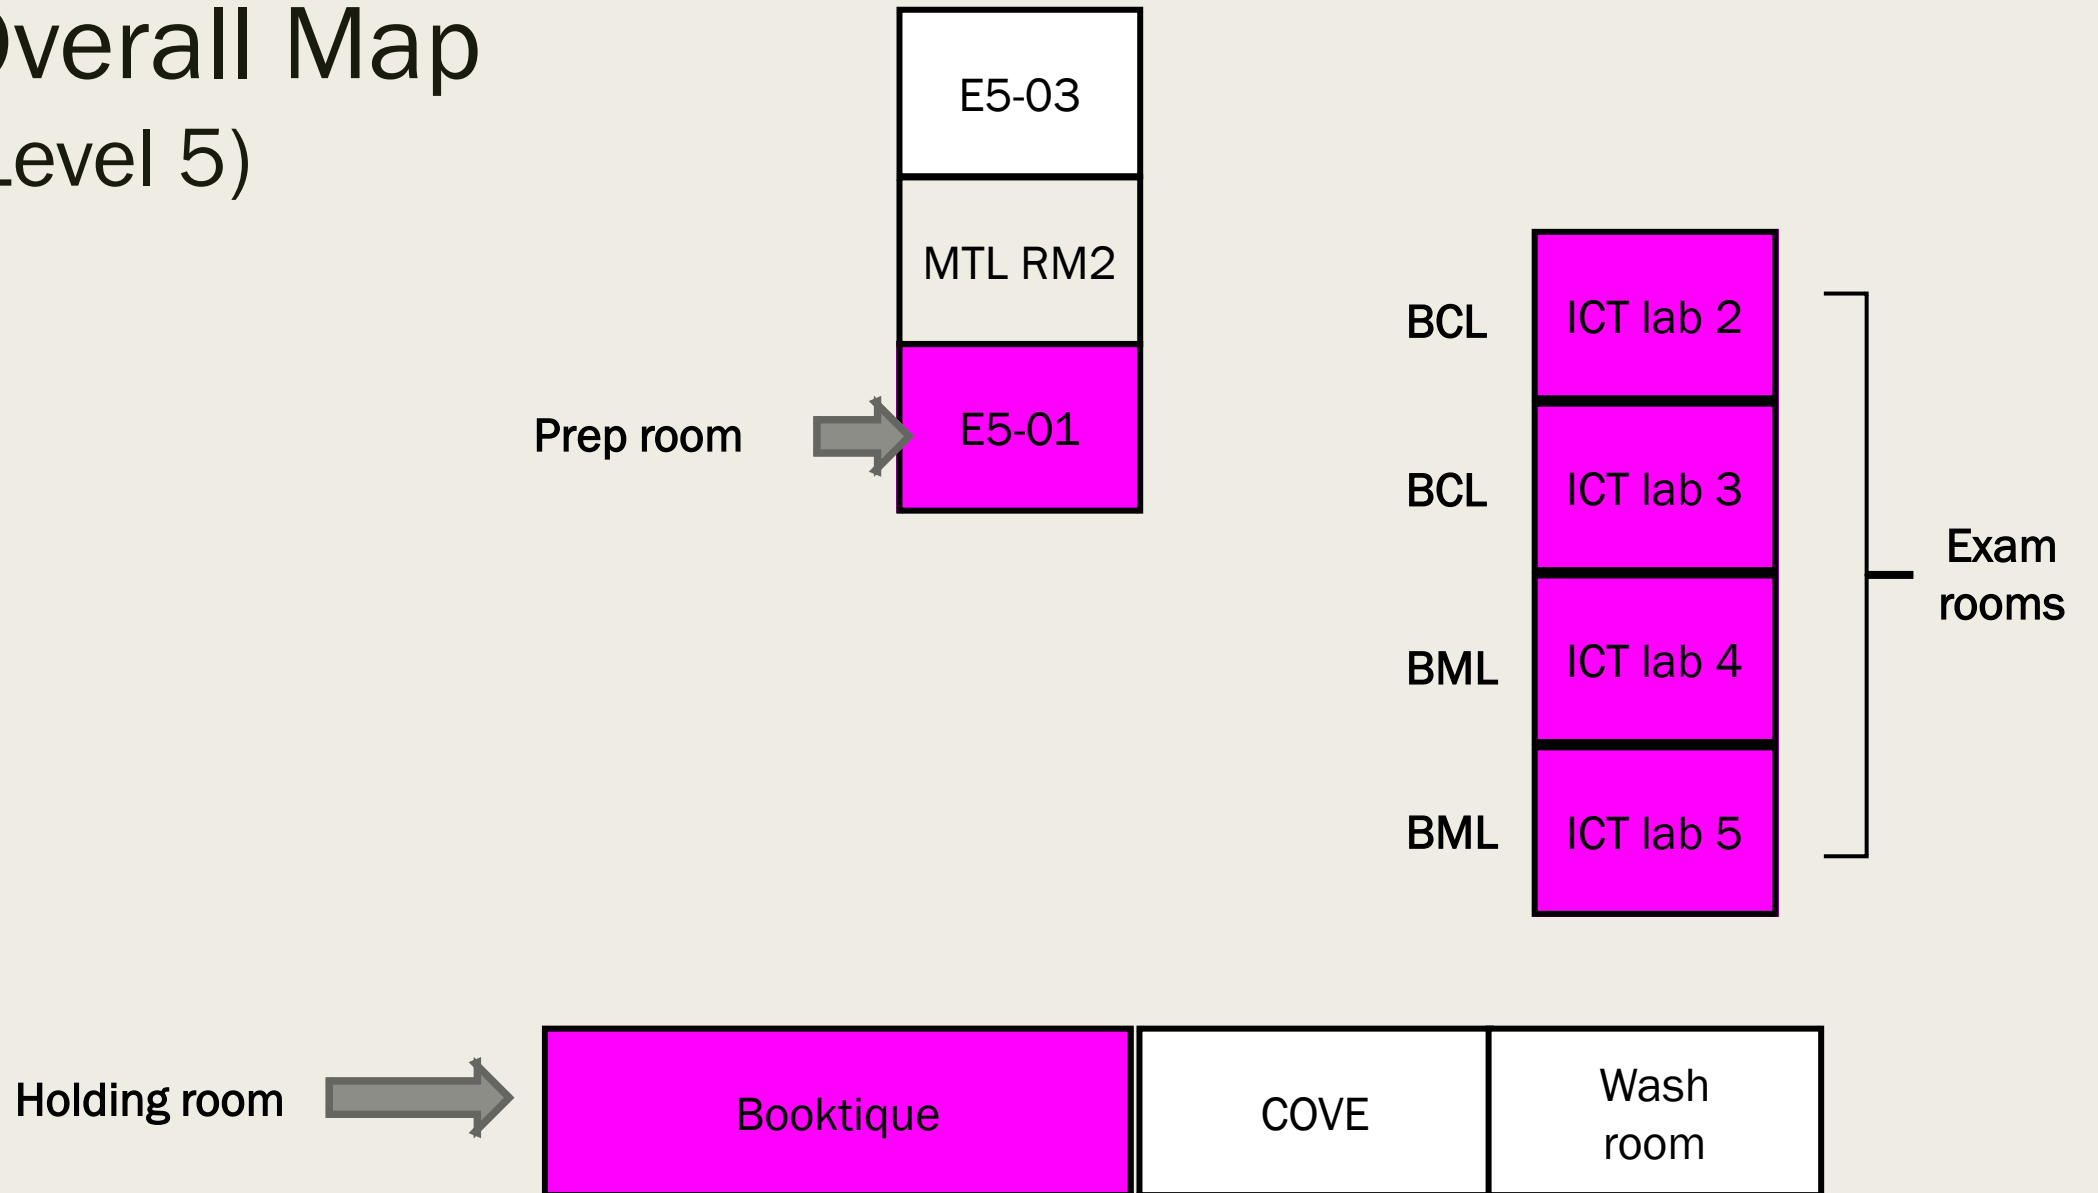 verall Map
Level 5)
E5-03
MTL RM2
Prep room
E5-01
BCL
ICT lab 2
BCL
ICT lab 3
BML
ICT lab 4
BML
ICT lab 5
Exam
rooms
Holding room
Booktique
COVE
Wash
room